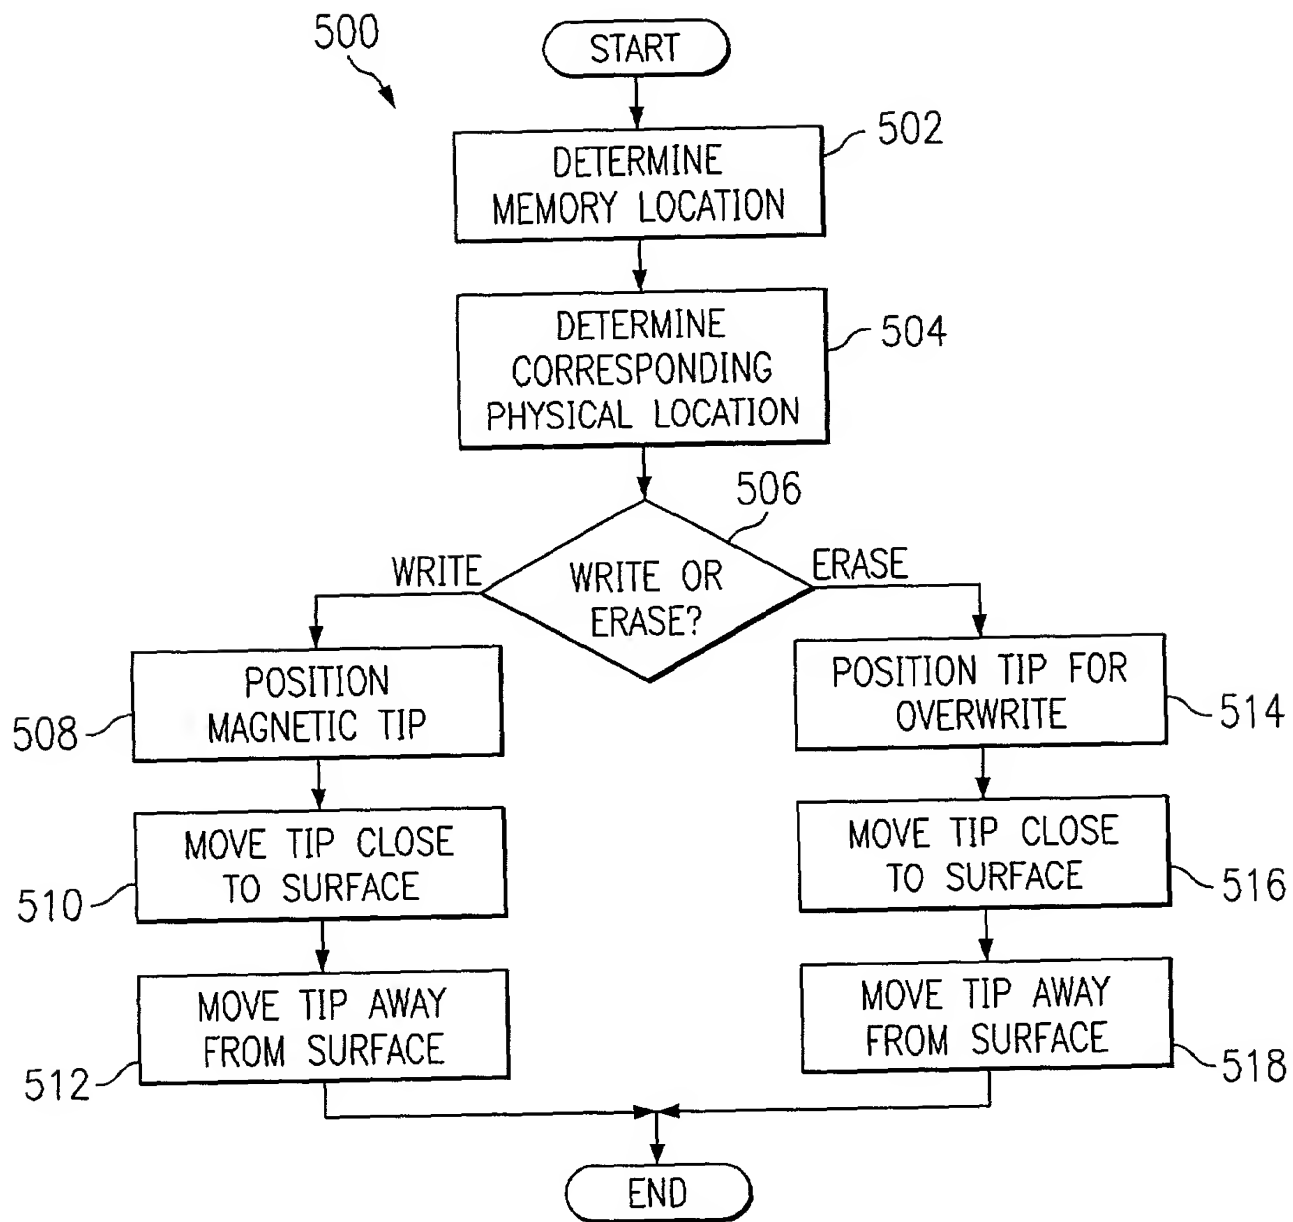 500
START
502
DETERMINE
MEMORY LOCATION
504
DETERMINE
CORRESPONDING
PHYSICAL LOCATION
506
WRITE
WRITE OR
ERASE?
ERASE
508
POSITION
MAGNETIC TIP
510
MOVE TIP CLOSE
TO SURFACE
512
MOVE TIP AWAY
FROM SURFACE
POSITION TIP FOR
OVERWRITE
514
MOVE TIP CLOSE
TO SURFACE
516
MOVE TIP AWAY
FROM SURFACE
518
END